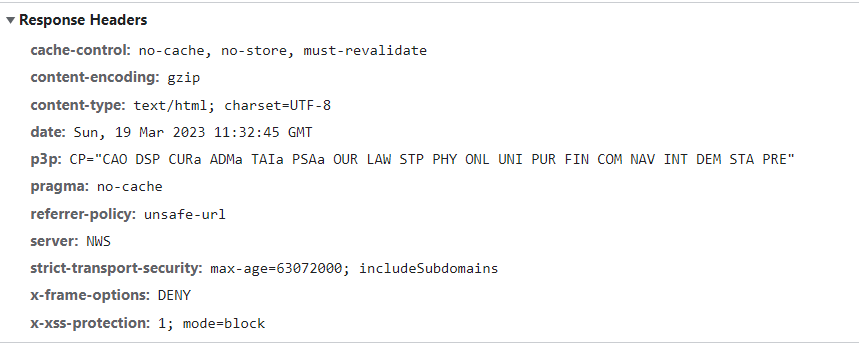 Response Headers
cache-control: no-cache, no-store, must-revalidate
content-encoding: gzip
content-type: text/html; charset=UTF-8
date: Sun, 19 Mar 2023 11:32:45 GMT
p3p: CP="CAO DSP CURa ADMa TAIa PSAa OUR LAW STP PHY ONL UNI PUR FIN COM NAV INT DEM STA PRE"
pragma: no-cache
referrer-policy: unsafe-url
server: NWS
strict-transport-security: max-age=63072000; includeSubdomains
x-frame-options: DENY
x-xss-protection: 1; mode=block